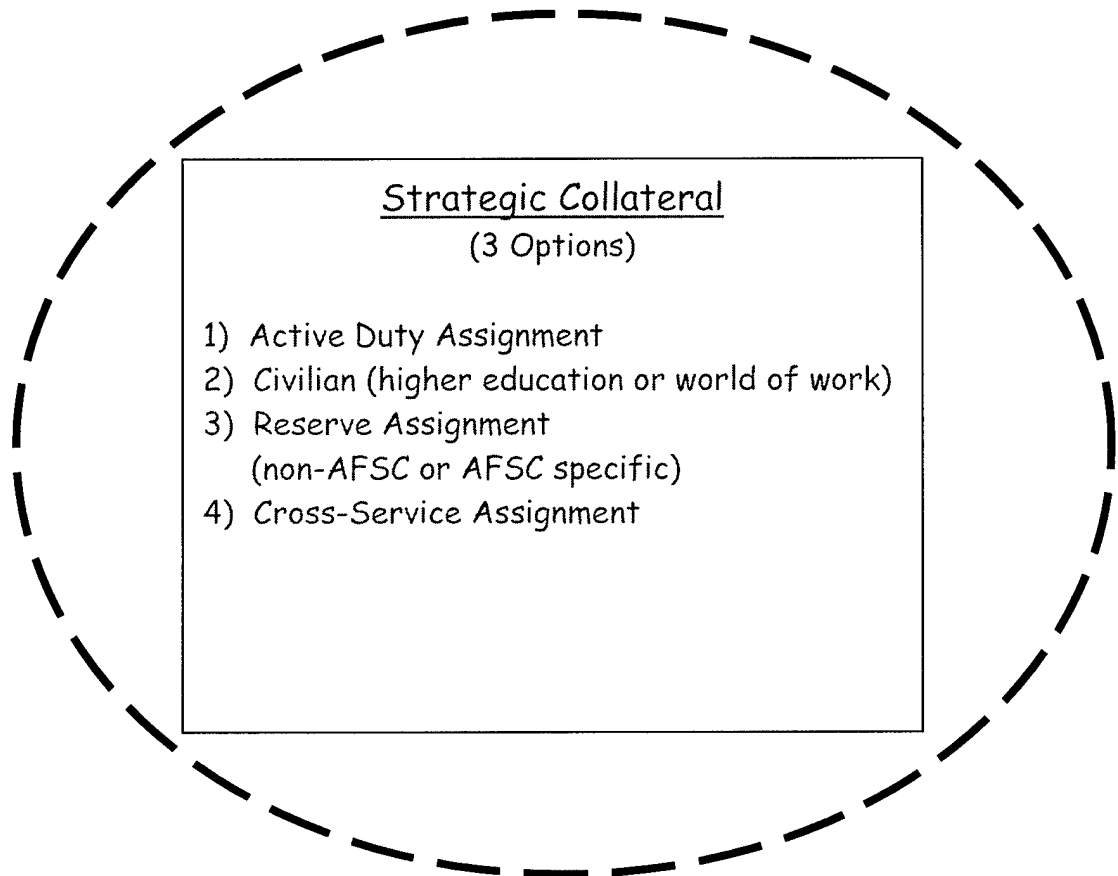 Strategic Collateral
(3 Options)
1) Active Duty Assignment
2) Civilian (higher education or world of work)
3) Reserve Assignment
(non-AFSC or AFSC specific)
4) Cross-Service Assignment